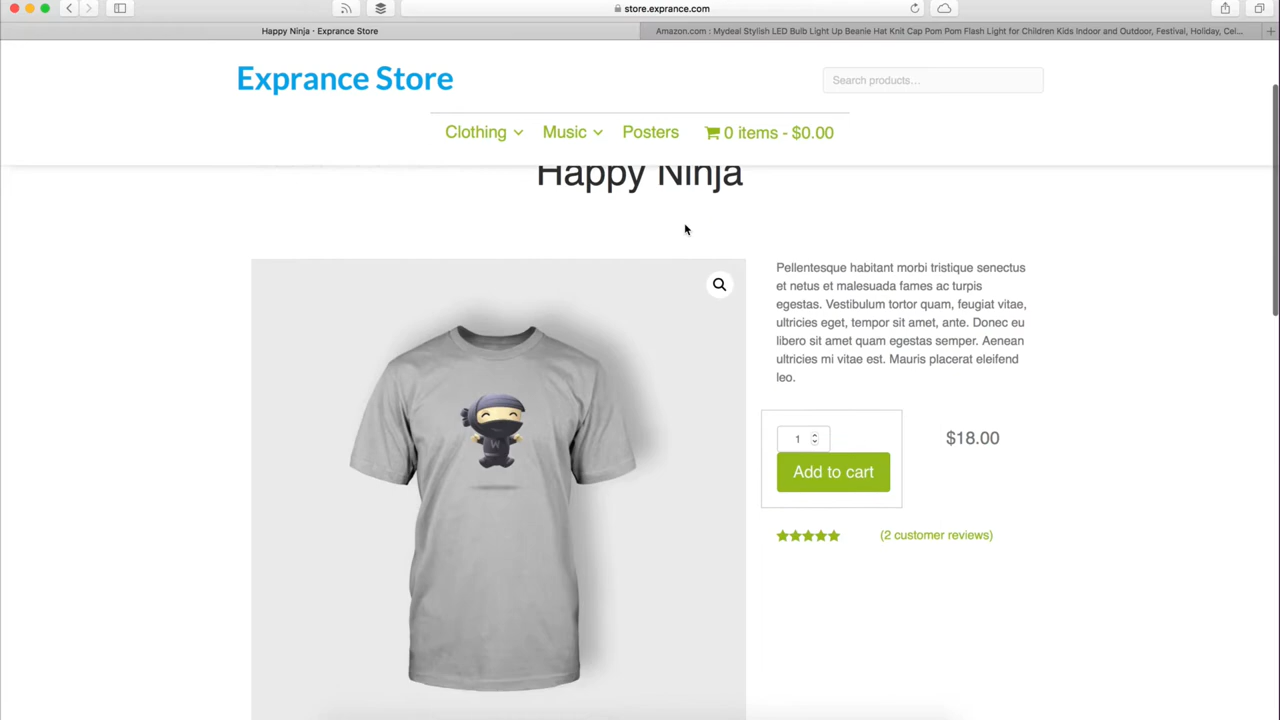 store.exprance.com
Happy Ninja · Exprance Store
Amazon.com : Mydeal Stylish LED Bulb Light Up Beanie Hat Knit Cap Pom Pom Flash Light for Children Kids Indoor and Outdoor, Festival, Holiday, Cel...
Exprance Store
Search products...
Clothing
Music
Posters
0 items - $0.00
Happy Ninja
Pellentesque habitant morbi tristique senectus
et netus et malesuada fames ac turpis
egestas. Vestibulum tortor quam, feugiat vitae,
ultricies eget, tempor sit amet, ante. Donec eu
libero sit amet quam egestas semper. Aenean
ultricies mi vitae est. Mauris placerat eleifend
leo.
1
$18.00
Add to cart
(2 customer reviews)
W